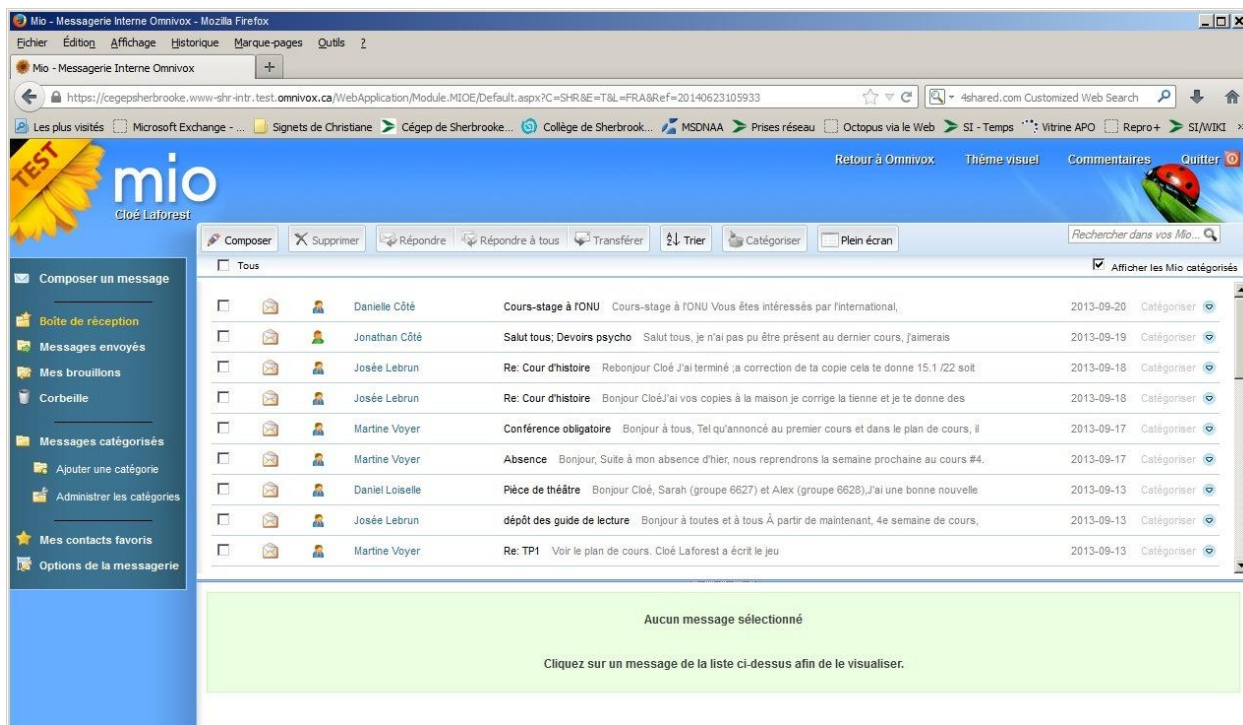 Mio - Messagerie Interne Omnivox - Mozilla Firefox
Fichier Édition Affichage Historique Marque-pages Outils ?
Mio - Messagerie Interne Omnivox +
https://cegepsherbrooke.www-shr-intr.test.omnivox.ca/WebApplication/Module.MIOE/Default.aspx?C=SHR&E=T&L=FRA&Ref=20140623105933 4shared.com Customized Web Search
Les plus visités Microsoft Exchange - ... Signets de Christiane Cégep de Sherbrooke... Collège de Sherbrook... MSDNAA Prises réseau Octopus via le Web SI - Temps Vitrine APO Repro+ SI/WIKI »
TEST
mio
Cloé Laforest
Retour à Omnivox Thème visuel Commentaires Quitter
Composer Supprimer Répondre Répondre à tous Transférer Trier Catégoriser Plein écran Rechercher dans vos Mio...
Tous Afficher les Mio catégorisés
Composer un message
Boîte de réception
Messages envoyés
Mes brouillons
Corbeille
Messages catégorisés
Ajouter une catégorie
Administrer les catégories
Mes contacts favoris
Options de la messagerie
Danielle Côté Cours-stage à l'ONU Cours-stage à l'ONU Vous êtes intéressés par l'international, 2013-09-20 Catégoriser
Jonathan Côté Salut tous; Devoirs psycho Salut tous, je n'ai pas pu être présent au dernier cours, j'aimerais 2013-09-19 Catégoriser
Josée Lebrun Re: Cour d'histoire Rebonjour Cloé J'ai terminé ;a correction de ta copie cela te donne 15.1 /22 soit 2013-09-18 Catégoriser
Josée Lebrun Re: Cour d'histoire Bonjour CloéJ'ai vos copies à la maison je corrige la tienne et je te donne des 2013-09-18 Catégoriser
Martine Voyer Conférence obligatoire Bonjour à tous, Tel qu'annoncé au premier cours et dans le plan de cours, il 2013-09-17 Catégoriser
Martine Voyer Absence Bonjour, Suite à mon absence d'hier, nous reprendrons la semaine prochaine au cours #4. 2013-09-17 Catégoriser
Daniel Loiselle Pièce de théâtre Bonjour Cloé, Sarah (groupe 6627) et Alex (groupe 6628),J'ai une bonne nouvelle 2013-09-13 Catégoriser
Josée Lebrun dépôt des guide de lecture Bonjour à toutes et à tous À partir de maintenant, 4e semaine de cours, 2013-09-13 Catégoriser
Martine Voyer Re: TP1 Voir le plan de cours. Cloé Laforest a écrit le jeu 2013-09-13 Catégoriser
Aucun message sélectionné
Cliquez sur un message de la liste ci-dessus afin de le visualiser.